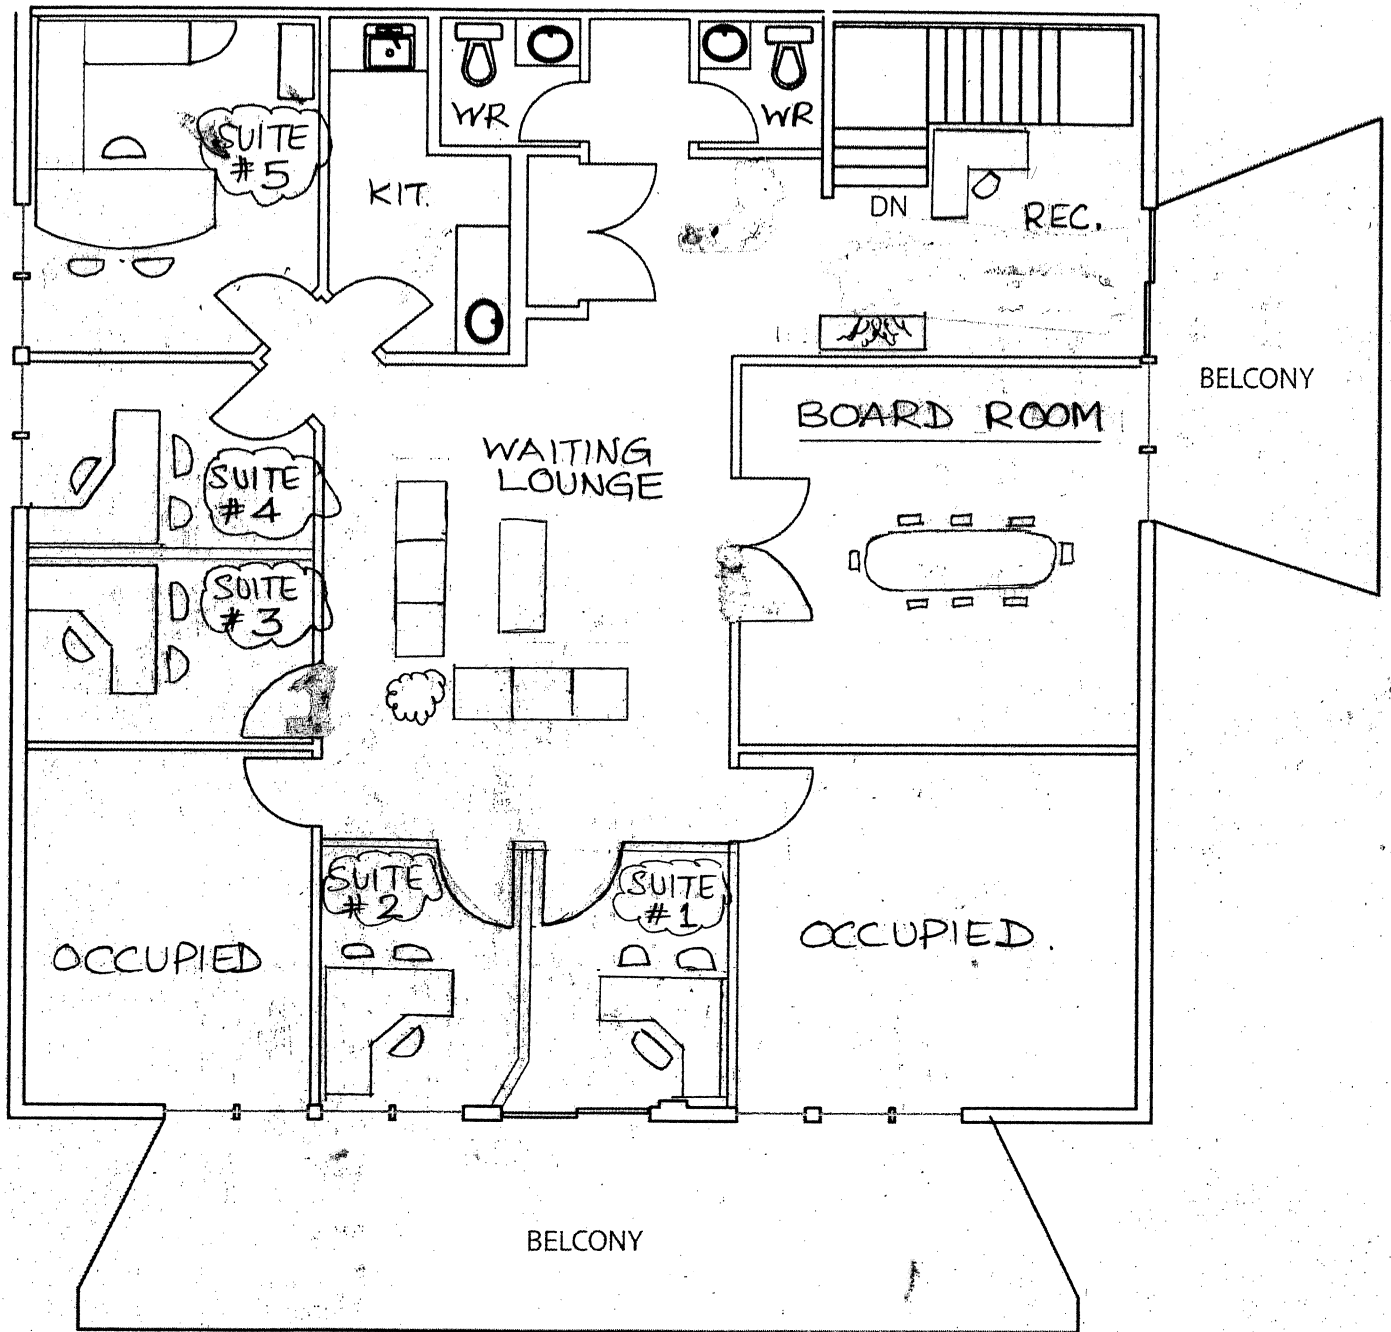 WR
WR
SUITE
#5
KIT.
DN
REC.
BELCONY
BOARD ROOM
WAITING
LOUNGE
SUITE
#4
SUITE
#3
SUITE
#2
SUITE
#1
OCCUPIED
OCCUPIED.
BELCONY